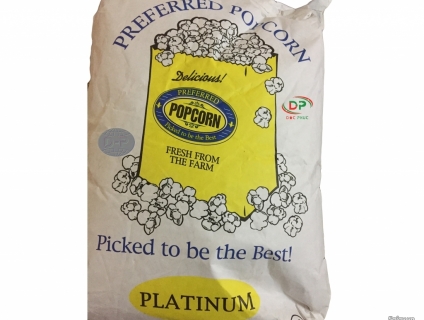 PREFERRED POPCORN
Delicious!
PREFERRED
POPCORN
Picked to be the Best
FRESH FROM
THE FARM
DP
Picked to be the Best!
PLATINUM